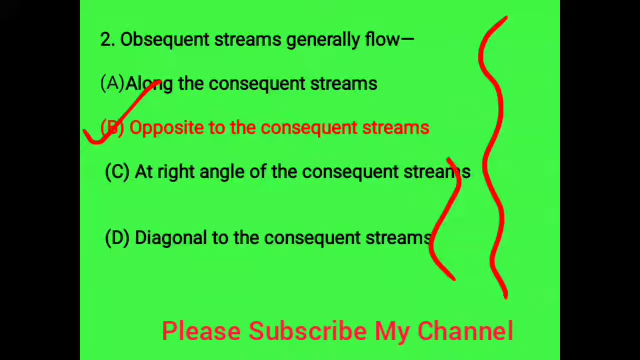 2. Obsequent streams generally flow—
(A)Along the consequent streams
(B) Opposite to the consequent streams
(C) At right angle of the consequent streams
(D) Diagonal to the consequent streams
Please Subscribe My Channel